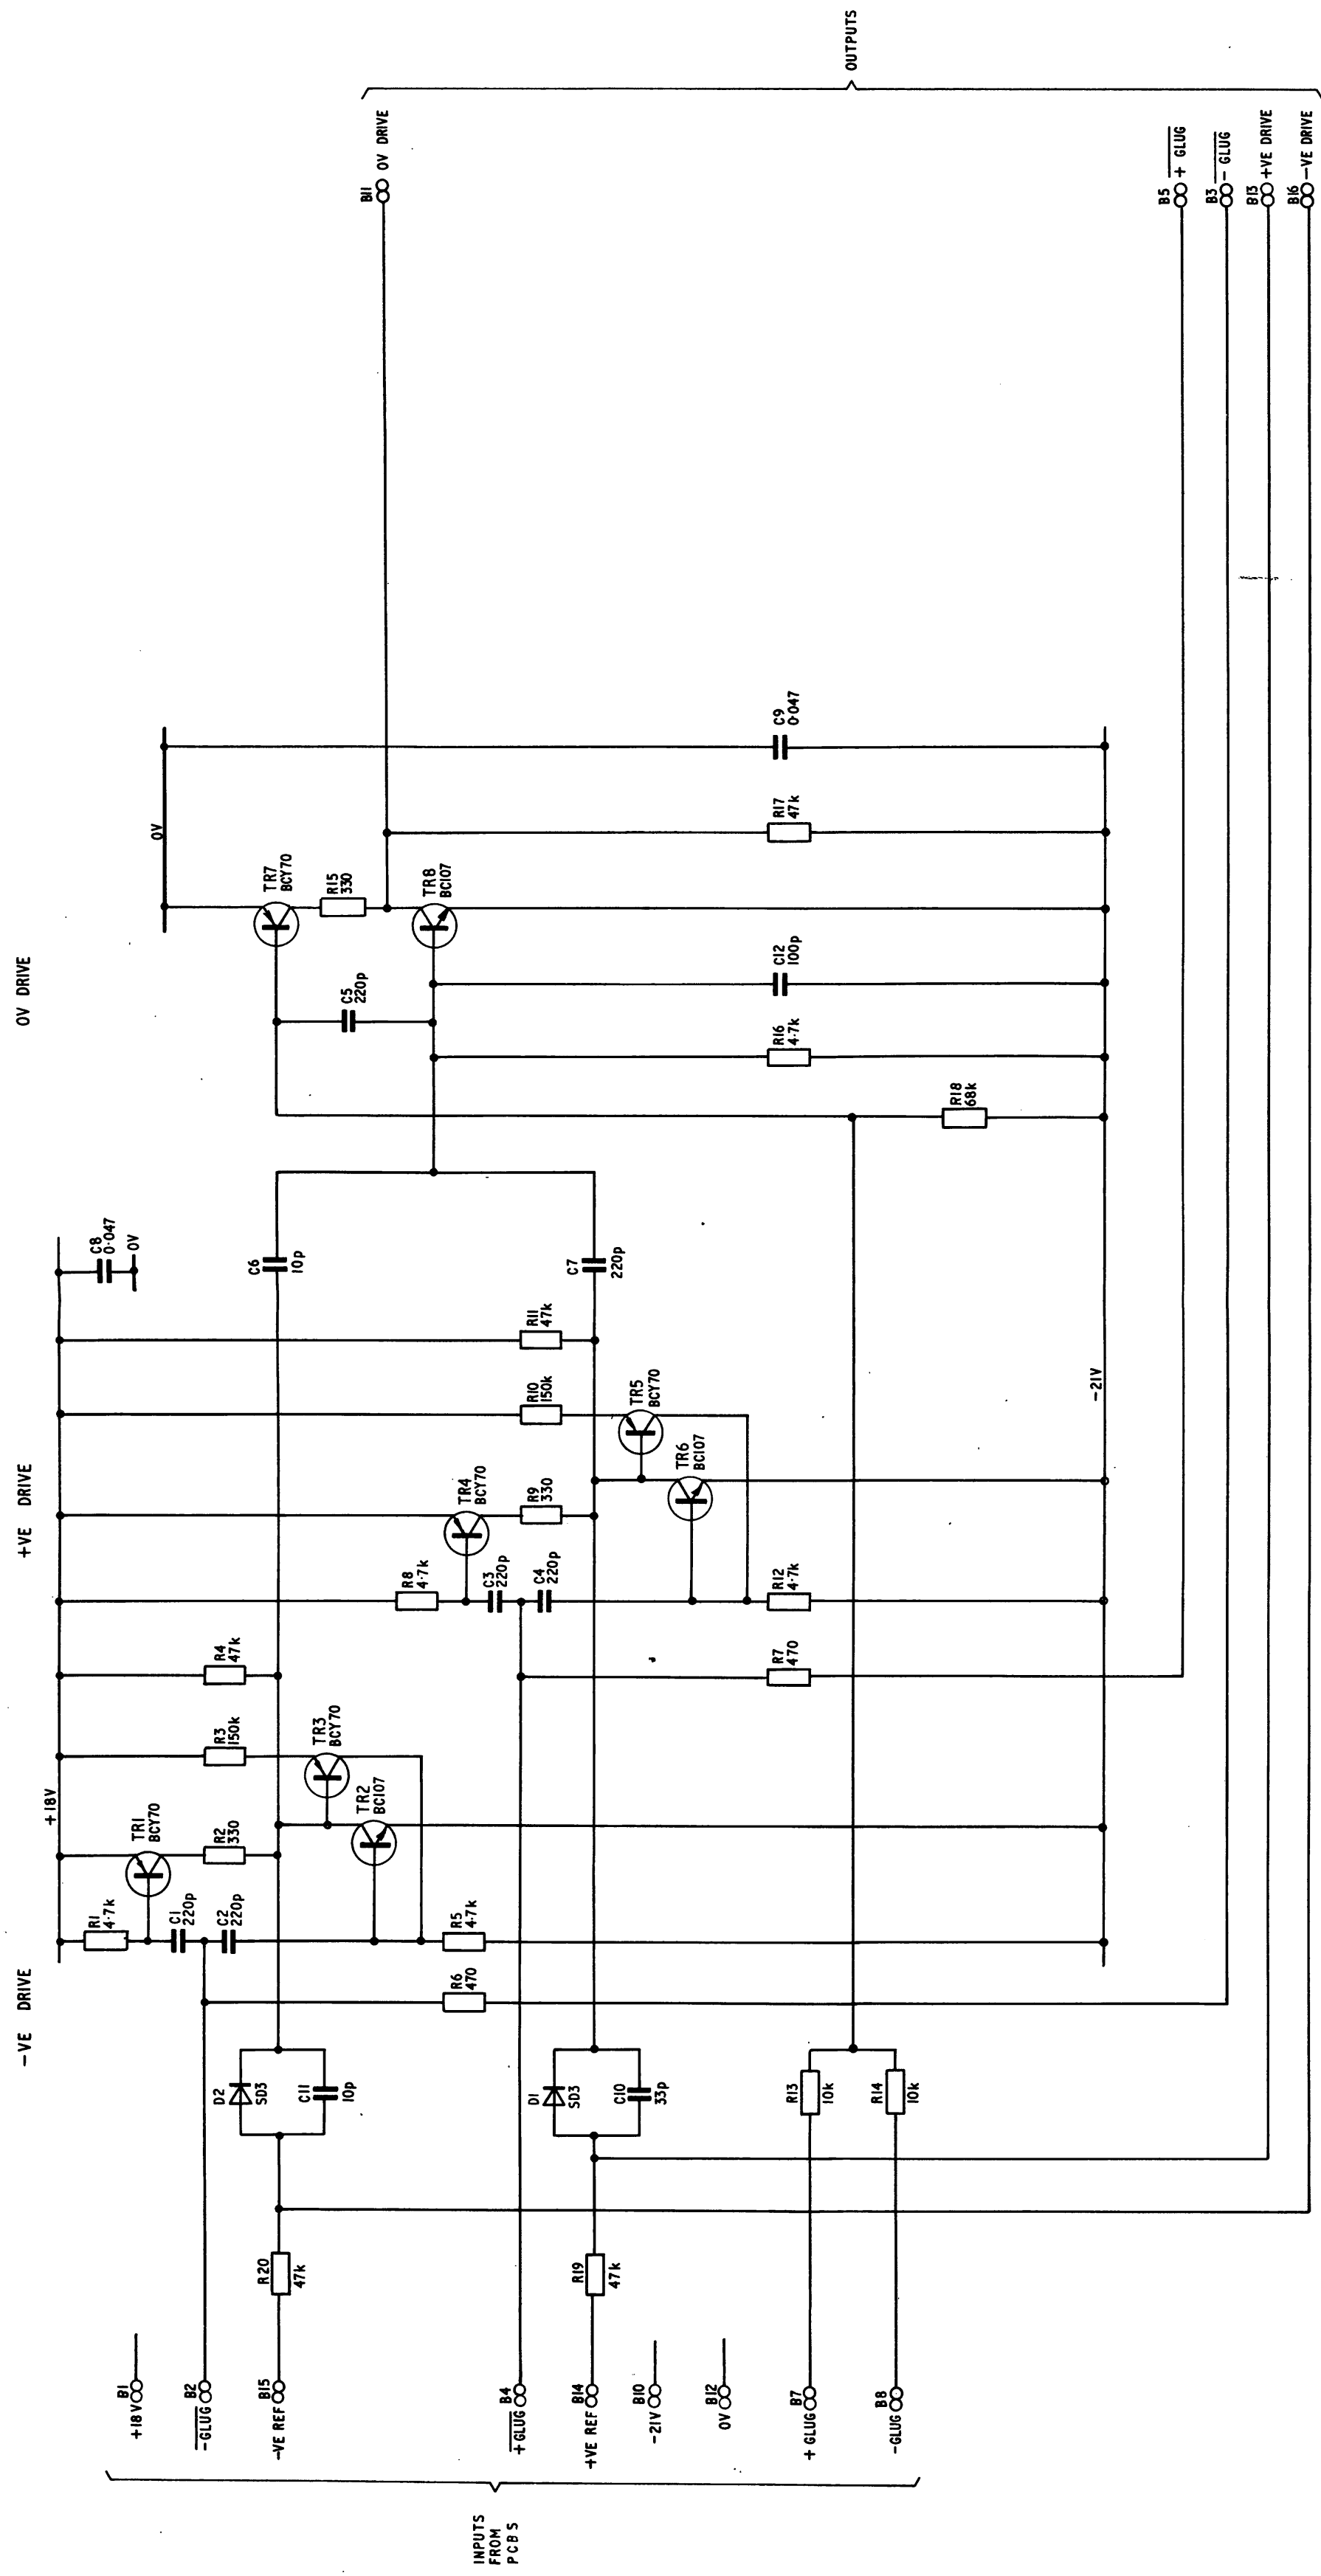 -VE DRIVE
+VE DRIVE
0V DRIVE
+18V
R1
4·7k
TR1
BCY70
C1
220p
C2
220p
R2
330
R3
150k
R4
47k
TR2
BC107
TR3
BCY70
R5
4·7k
R6
470
D2
SD3
C11
10p
R20
47k
R8
4·7k
TR4
BCY70
C3
220p
C4
220p
R9
330
R10
150k
R11
47k
TR5
BCY70
TR6
BC107
R12
4·7k
R7
470
D1
SD3
C10
33p
R19
47k
R13
10k
R14
10k
C8
0·047
0V
C6
10p
C7
220p
0V
TR7
BCY70
R15
330
TR8
BC107
C5
220p
C12
100p
R16
4·7k
R18
68k
R17
47k
C9
0·047
-21V
INPUTS
FROM
PCBS
B1
+18V
B2
-GLUG
B15
-VE REF
B4
+GLUG
B14
+VE REF
B10
-21V
B12
0V
B7
+ GLUG
B8
-GLUG
OUTPUTS
B11 0V DRIVE
B5 + GLUG
B3 - GLUG
B13 +VE DRIVE
B16 -VE DRIVE